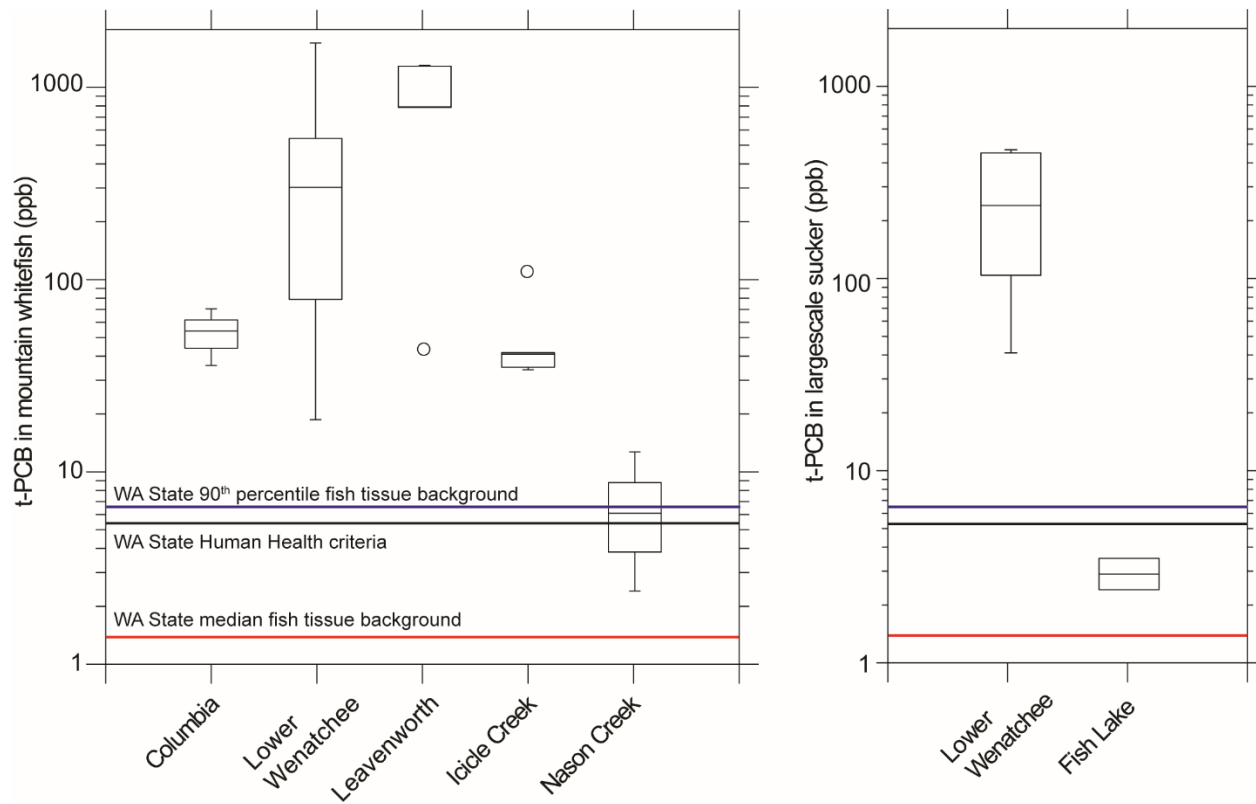 t-PCB in mountain whitefish (ppb)
1000
100
10
1
WA State 90th percentile fish tissue background
WA State Human Health criteria
WA State median fish tissue background
Columbia
Lower
Wenatchee
Leavenworth
Icicle Creek
Nason Creek
t-PCB in largescale sucker (ppb)
1000
100
10
1
Lower
Wenatchee
Fish Lake